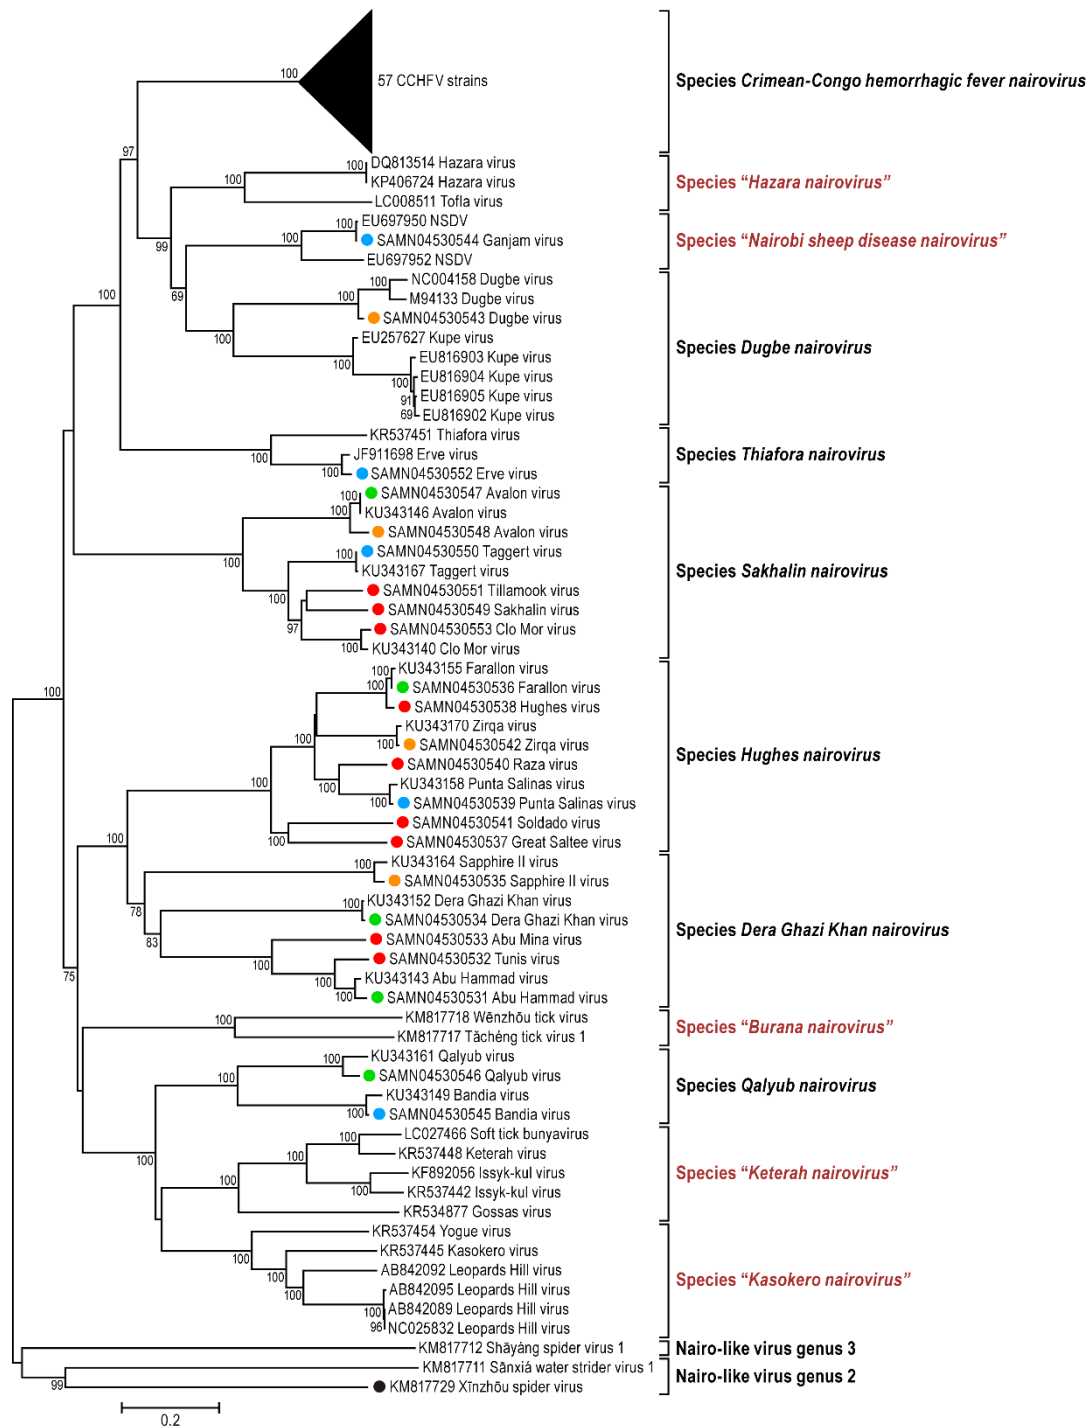 57 CCHFV strains
Species Crimean-Congo hemorrhagic fever nairovirus
DQ813514 Hazara virus
KP406724 Hazara virus
LC008511 Tofla virus
Species “Hazara nairovirus”
EU697950 NSDV
SAMN04530544 Ganjam virus
EU697952 NSDV
Species “Nairobi sheep disease nairovirus”
NC004158 Dugbe virus
M94133 Dugbe virus
SAMN04530543 Dugbe virus
EU257627 Kupe virus
EU816903 Kupe virus
EU816904 Kupe virus
EU816905 Kupe virus
EU816902 Kupe virus
Species Dugbe nairovirus
KR537451 Thiafora virus
JF911698 Erve virus
SAMN04530552 Erve virus
Species Thiafora nairovirus
SAMN04530547 Avalon virus
KU343146 Avalon virus
SAMN04530548 Avalon virus
SAMN04530550 Taggert virus
KU343167 Taggert virus
SAMN04530551 Tillamook virus
SAMN04530549 Sakhalin virus
SAMN04530553 Clo Mor virus
KU343140 Clo Mor virus
Species Sakhalin nairovirus
KU343155 Farallon virus
SAMN04530536 Farallon virus
SAMN04530538 Hughes virus
KU343170 Zirqa virus
SAMN04530542 Zirqa virus
SAMN04530540 Raza virus
KU343158 Punta Salinas virus
SAMN04530539 Punta Salinas virus
SAMN04530541 Soldado virus
SAMN04530537 Great Saltee virus
Species Hughes nairovirus
KU343164 Sapphire II virus
SAMN04530535 Sapphire II virus
KU343152 Dera Ghazi Khan virus
SAMN04530534 Dera Ghazi Khan virus
SAMN04530533 Abu Mina virus
SAMN04530532 Tunis virus
KU343143 Abu Hammad virus
SAMN04530531 Abu Hammad virus
Species Dera Ghazi Khan nairovirus
KM817718 Wēnzhōu tick virus
KM817717 Tǎchéng tick virus 1
Species “Burana nairovirus”
KU343161 Qalyub virus
SAMN04530546 Qalyub virus
KU343149 Bandia virus
SAMN04530545 Bandia virus
Species Qalyub nairovirus
LC027466 Soft tick bunyavirus
KR537448 Keterah virus
KF892056 Issyk-kul virus
KR537442 Issyk-kul virus
KR534877 Gossas virus
Species “Keterah nairovirus”
KR537454 Yogue virus
KR537445 Kasokero virus
AB842092 Leopards Hill virus
AB842095 Leopards Hill virus
AB842089 Leopards Hill virus
NC025832 Leopards Hill virus
Species “Kasokero nairovirus”
KM817712 Shāyáng spider virus 1
Nairo-like virus genus 3
KM817711 Sānxiá water strider virus 1
KM817729 Xīnzhōu spider virus
Nairo-like virus genus 2
100
97
100
100
99
100
100
69
100
100
100
100
100
91
69
100
100
100
100
100
100
100
97
100
100
100
100
100
100
100
100
100
100
100
100
78
83
100
100
100
75
100
100
100
100
100
100
100
100
100
100
100
100
100
96
99
0.2